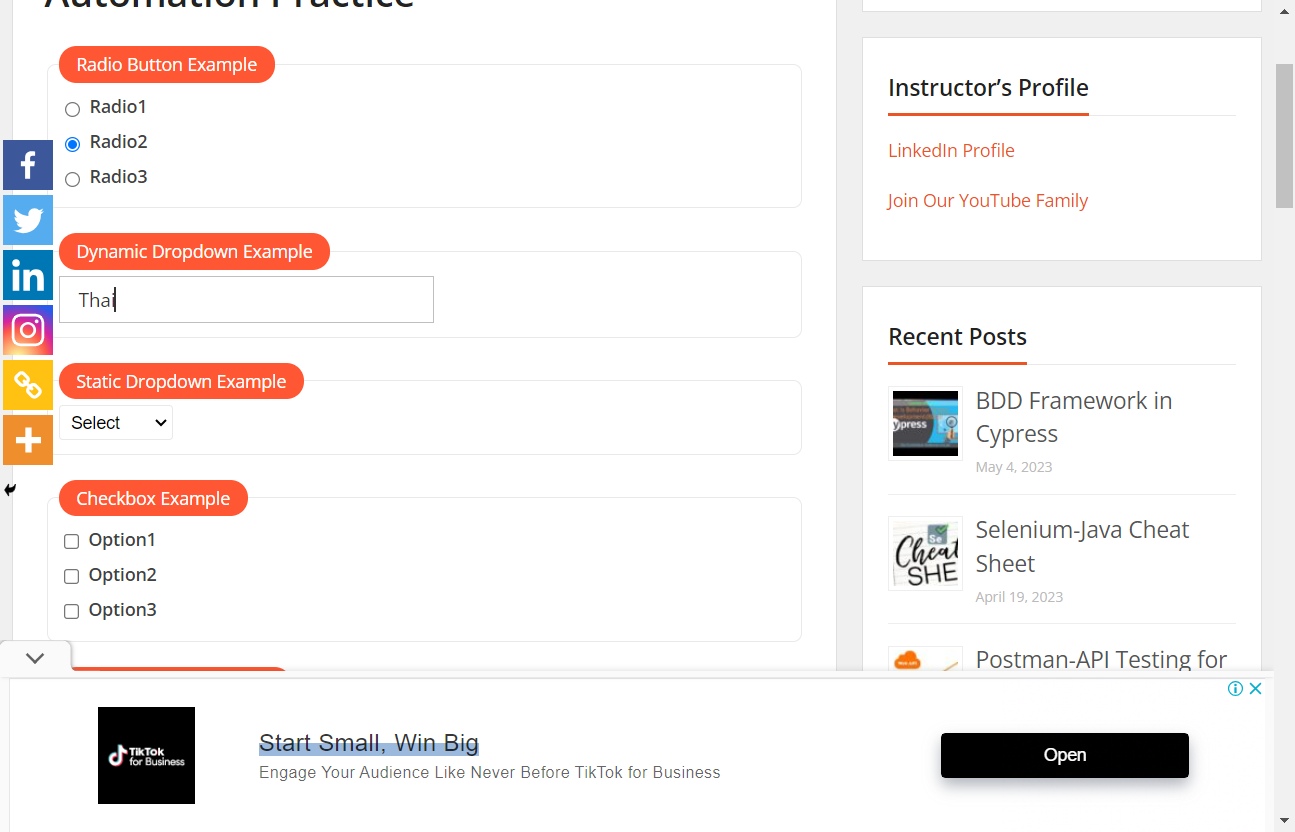 Automation Practice
Radio Button Example
Radio1
Radio2
Radio3
Dynamic Dropdown Example
Thai
Static Dropdown Example
Select
Checkbox Example
Option1
Option2
Option3
Instructor’s Profile
LinkedIn Profile
Join Our YouTube Family
Recent Posts
BDD Framework in
Cypress
May 4, 2023
Selenium-Java Cheat
Sheet
April 19, 2023
Postman-API Testing for
TikTok
for Business
Start Small, Win Big
Engage Your Audience Like Never Before TikTok for Business
Open